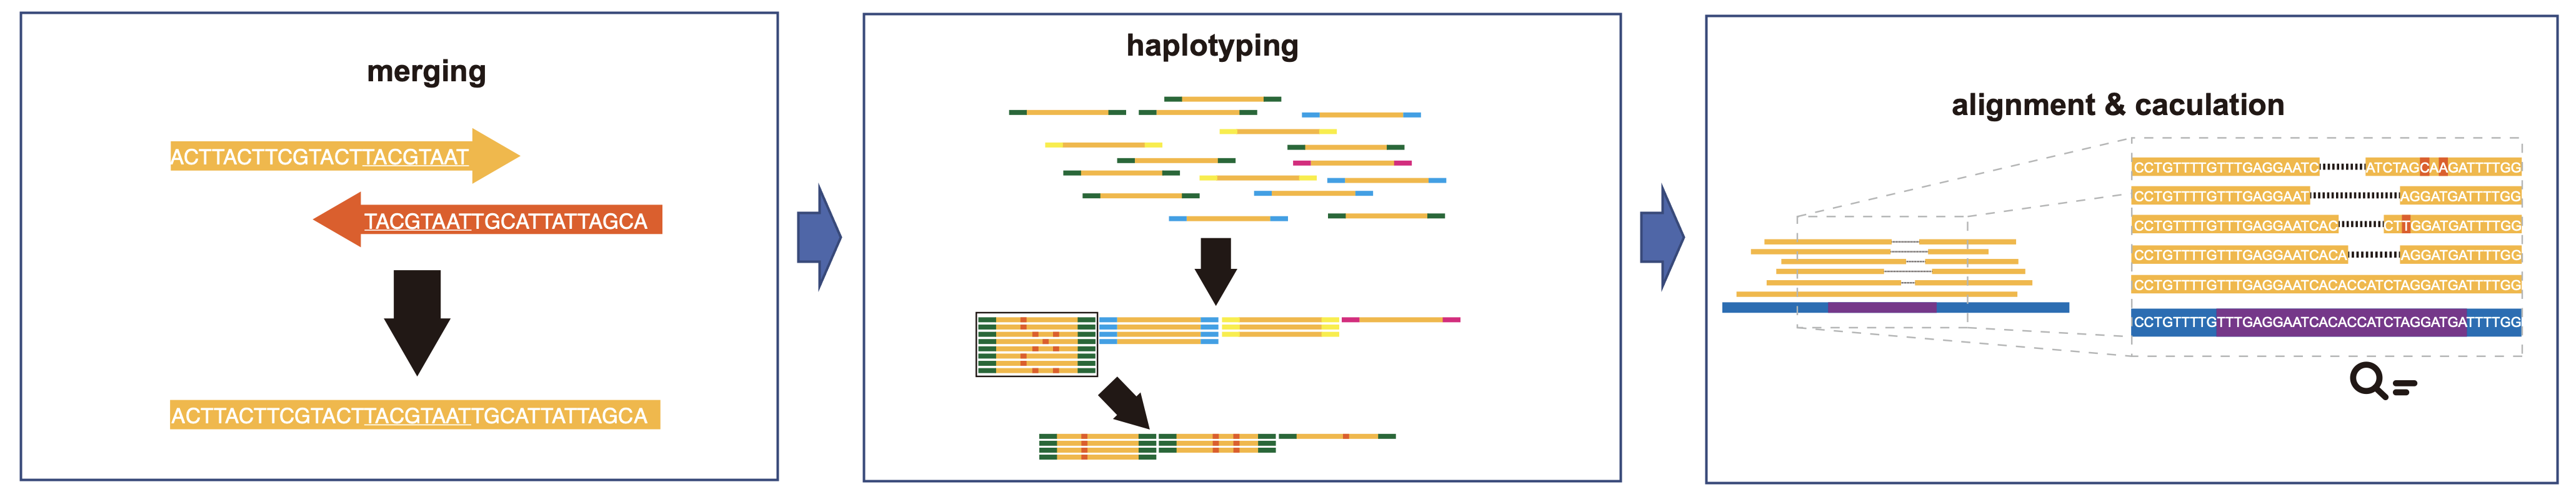 merging
ACTTACTTCGTACTTACGTAAT
TACGTAATTGCATTATTAGCA
ACTTACTTCGTACTTACGTAATTGCATTATTAGCA
haplotyping
alignment & caculation
CCTGTTTTGTTTGAGGAATC ATCTAGCAAGATTTTGG
CCTGTTTTGTTTGAGGAAT AGGATGATTTTGG
CCTGTTTTGTTTGAGGAATCAC CTTGGATGATTTTGG
CCTGTTTTGTTTGAGGAATCACA AGGATGATTTTGG
CCTGTTTTGTTTGAGGAATCACACCATCTAGGATGATTTTGG
CCTGTTTTGTTTGAGGAATCACACCATCTAGGATGATTTTGG